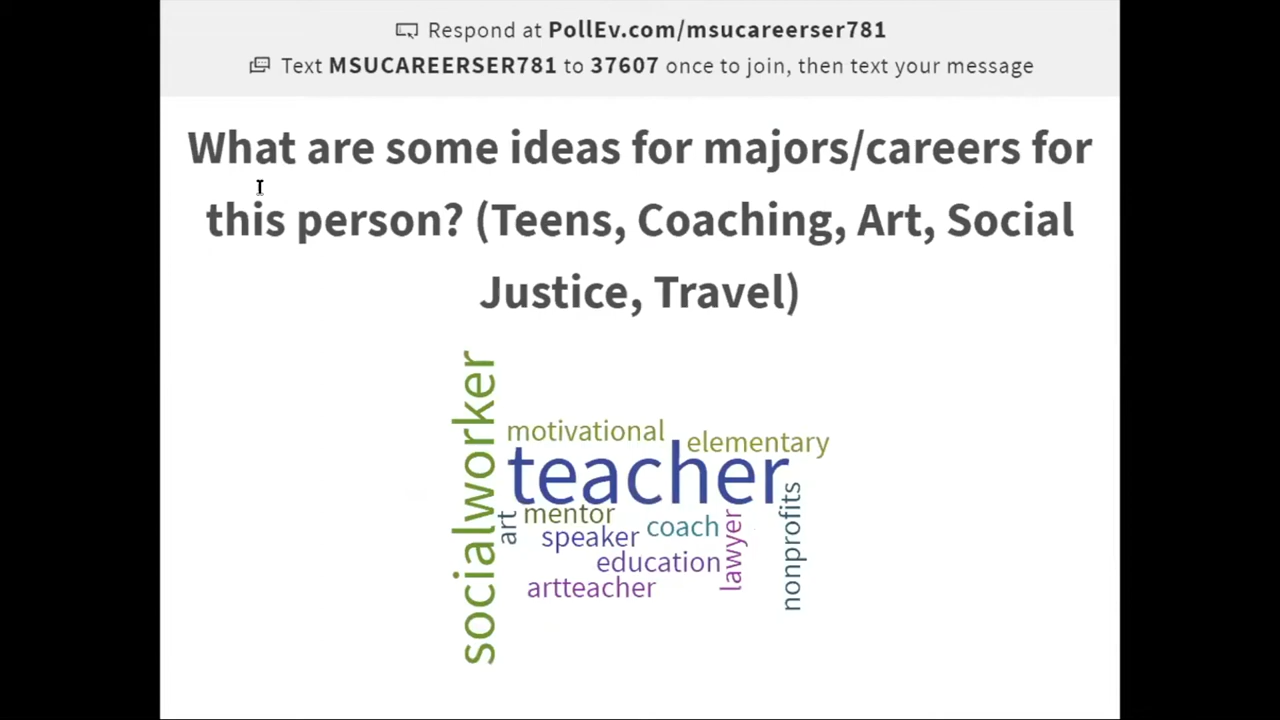 Respond at PollEv.com/msucareerser781
Text MSUCAREERSER781 to 37607 once to join, then text your message
What are some ideas for majors/careers for
this person? (Teens, Coaching, Art, Social
Justice, Travel)
socialworker
motivational
elementary
teacher
art
mentor
speaker
coach
lawyer
nonprofits
education
artteacher